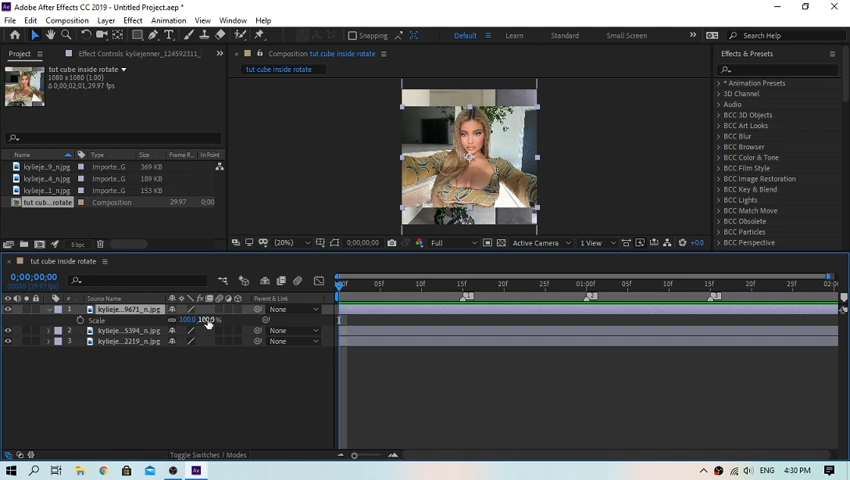 Adobe After Effects CC 2019 - Untitled Project.aep *
File Edit Composition Layer Effect Animation View Window Help
Snapping Default Learn Standard Small Screen Search Help
Project Effect Controls kyliejenner_124592311_ Composition tut cube inside rotate Effects & Presets
tut cube inside rotate
tut cube inside rotate
1080 x 1080 (1.00)
Δ 0;00;02;01, 29.97 fps
* Animation Presets
3D Channel
Audio
BCC 3D Objects
BCC Art Looks
BCC Blur
BCC Browser
BCC Color & Tone
BCC Film Style
BCC Image Restoration
BCC Key & Blend
BCC Lights
BCC Match Move
BCC Obsolete
BCC Particles
BCC Perspective
Name Type Size Frame R... In Point
kylieje...9_n.jpg Importe...G 369 KB
kylieje...4_n.jpg Importe...G 189 KB
kylieje...1_n.jpg Importe...G 153 KB
tut cub...rotate Composition 29.97 0;00
8 bpc (20%) 0;00;00;00 Full Active Camera 1 View +0.0
tut cube inside rotate
0;00;00;00
05f 10f 15f 20f 25f 01:00f 05f 10f 15f 20f 25f 02:0
# Source Name Parent & Link
1 2 3
1 kylieje...9671_n.jpg None
Scale 100.0, 100.0 %
2 kylieje...5394_n.jpg None
3 kylieje...2219_n.jpg None
Toggle Switches / Modes
ENG 4:30 PM